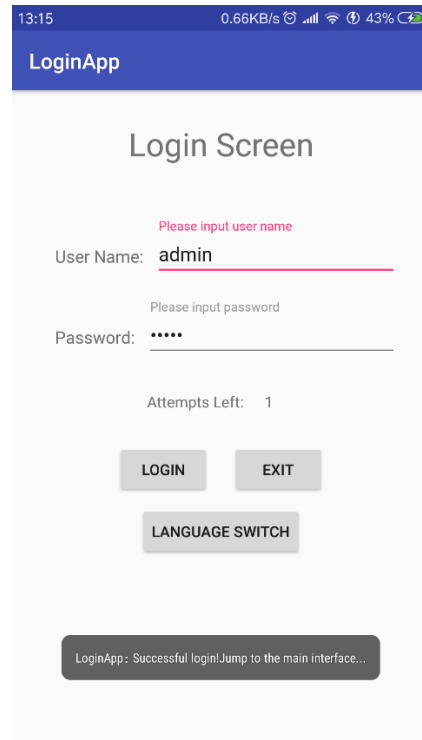 13:15 0.66KB/s 43%
LoginApp
Login Screen
Please input user name
User Name: admin
Please input password
Password: •••••
Attempts Left: 1
LOGIN EXIT
LANGUAGE SWITCH
LoginApp: Successful login!Jump to the main interface...